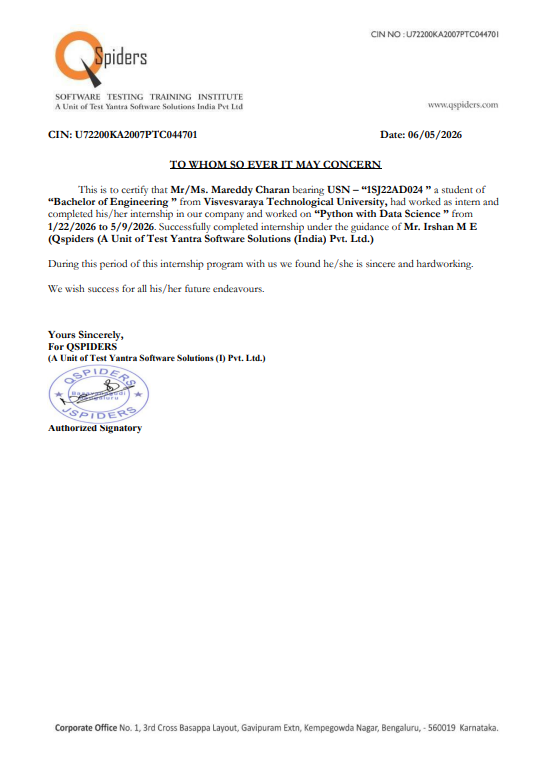 CIN NO : U72200KA2007PTC044701
QSpiders
SOFTWARE TESTING TRAINING INSTITUTE
A Unit of Test Yantra Software Solutions India Pvt Ltd
www.qspiders.com
CIN: U72200KA2007PTC044701 Date: 06/05/2026
TO WHOM SO EVER IT MAY CONCERN
This is to certify that Mr/Ms. Mareddy Charan bearing USN – “1SJ22AD024 ” a student of
“Bachelor of Engineering ” from Visvesvaraya Technological University, had worked as intern and
completed his/her internship in our company and worked on “Python with Data Science ” from
1/22/2026 to 5/9/2026. Successfully completed internship under the guidance of Mr. Irshan M E
(Qspiders (A Unit of Test Yantra Software Solutions (India) Pvt. Ltd.)
During this period of this internship program with us we found he/she is sincere and hardworking.
We wish success for all his/her future endeavours.
Yours Sincerely,
For QSPIDERS
(A Unit of Test Yantra Software Solutions (I) Pvt. Ltd.)
QSPIDERS
Basavanagudi
Bengaluru
JSPIDERS
Authorized Signatory
Corporate Office No. 1, 3rd Cross Basappa Layout, Gavipuram Extn, Kempegowda Nagar, Bengaluru, - 560019 Karnataka.